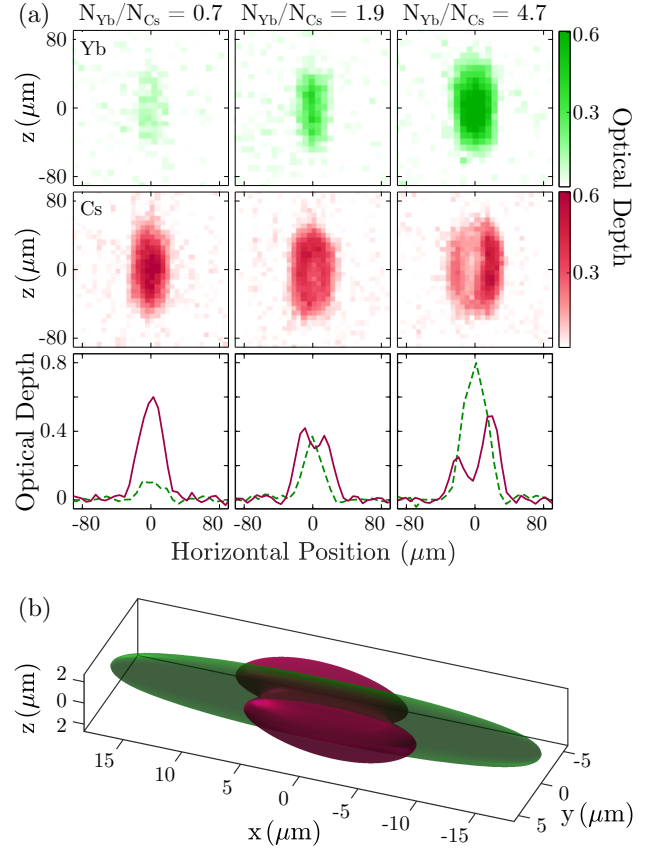 (a) N_Yb/N_Cs = 0.7 N_Yb/N_Cs = 1.9 N_Yb/N_Cs = 4.7
Yb
z (μm)
80
0
-80
0.6
0.3
Optical Depth
Cs
z (μm)
80
0
-80
0.6
0.3
Optical Depth
Optical Depth
0.8
0.4
0
-80 0 80 -80 0 80 -80 0 80
Horizontal Position (μm)
(b)
z (μm)
2
0
2
15 10 5 0 -5 -10 -15
x (μm)
-5
0
5
y (μm)